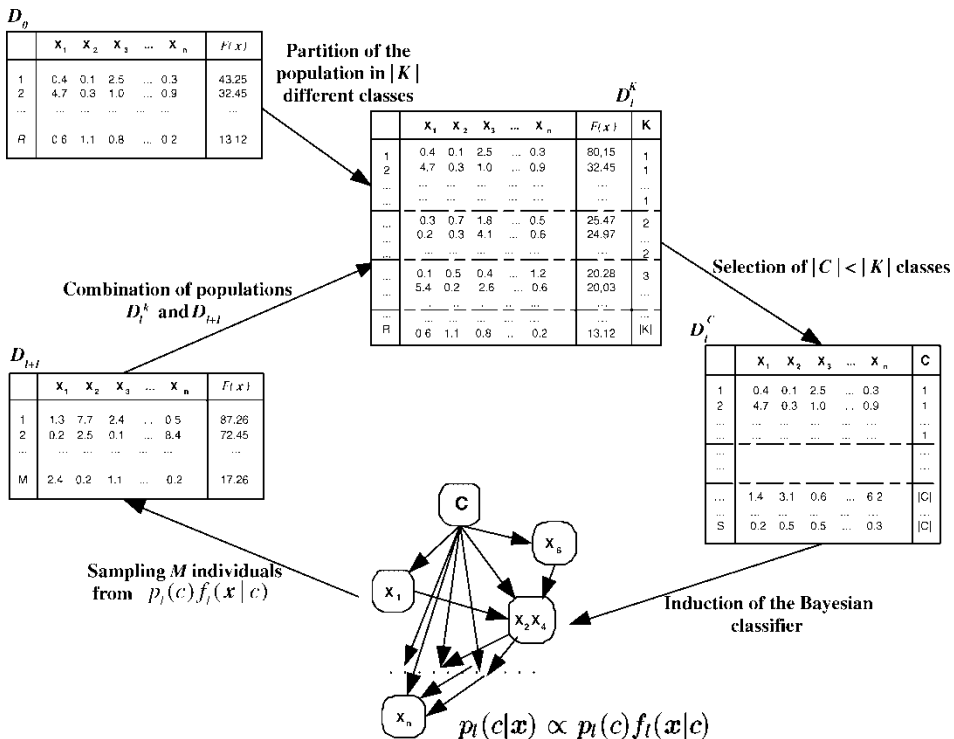 D₀
X₁ X₂ X₃ ... Xₙ F(x)
1 0.4 0.1 2.5 ... 0.3 43.25
2 4.7 0.3 1.0 ... 0.9 32.45
... ... ... ... ... ...
R 0 6 1.1 0.8 ... 0 2 13 12
Partition of the
population in |K|
different classes
D_l^K
X₁ X₂ X₃ ... Xₙ F(x) K
1 0.4 0.1 2.5 ... 0.3 80,15 1
2 4.7 0.3 1.0 ... 0.9 32.45 1
... ... ... ... ... ... ...
... ... ... ... ... ... 1
... 0.3 0.7 1.8 ... 0.5 25.47 2
... 0.2 0.3 4.1 ... 0.6 24.97 ...
... ... ... ... ... ... 2
... 0.1 0.5 0.4 ... 1.2 20.28 3
... 5.4 0.2 2.6 ... 0.6 20,03 ...
... . .. . .. .. ...
... ... ... ... ... ... ...
R 0 6 1.1 0.8 .. 0.2 13.12 |K|
Selection of |C| < |K| classes
Combination of populations
D_l^k and D_{l+1}
D_l^C
X₁ X₂ X₃ ... Xₙ C
1 0.4 0.1 2.5 ... 0.3 1
2 4.7 0.3 1.0 . . 0.9 1
... ... ... ... ... 1
... ...
... ...
... 1.4 3.1 0.6 ... 6 2 |C|
... ... ... ... ... ...
S 0.2 0.5 0.5 ... 0.3 |C|
D_{l+1}
X₁ X₂ X₃ ... Xₙ F(x)
1 1.3 7.7 2.4 . . 0 5 87.26
2 0.2 2.5 0.1 ... 8.4 72.45
... ... ... ... ... ... ...
M 2.4 0.2 1.1 ... 0.2 17.26
C
X₆
X₁
X₂X₄
Xₙ
Sampling M individuals
from p_l(c)f_l(x|c)
Induction of the Bayesian
classifier
p_l(c|x) ∝ p_l(c)f_l(x|c)